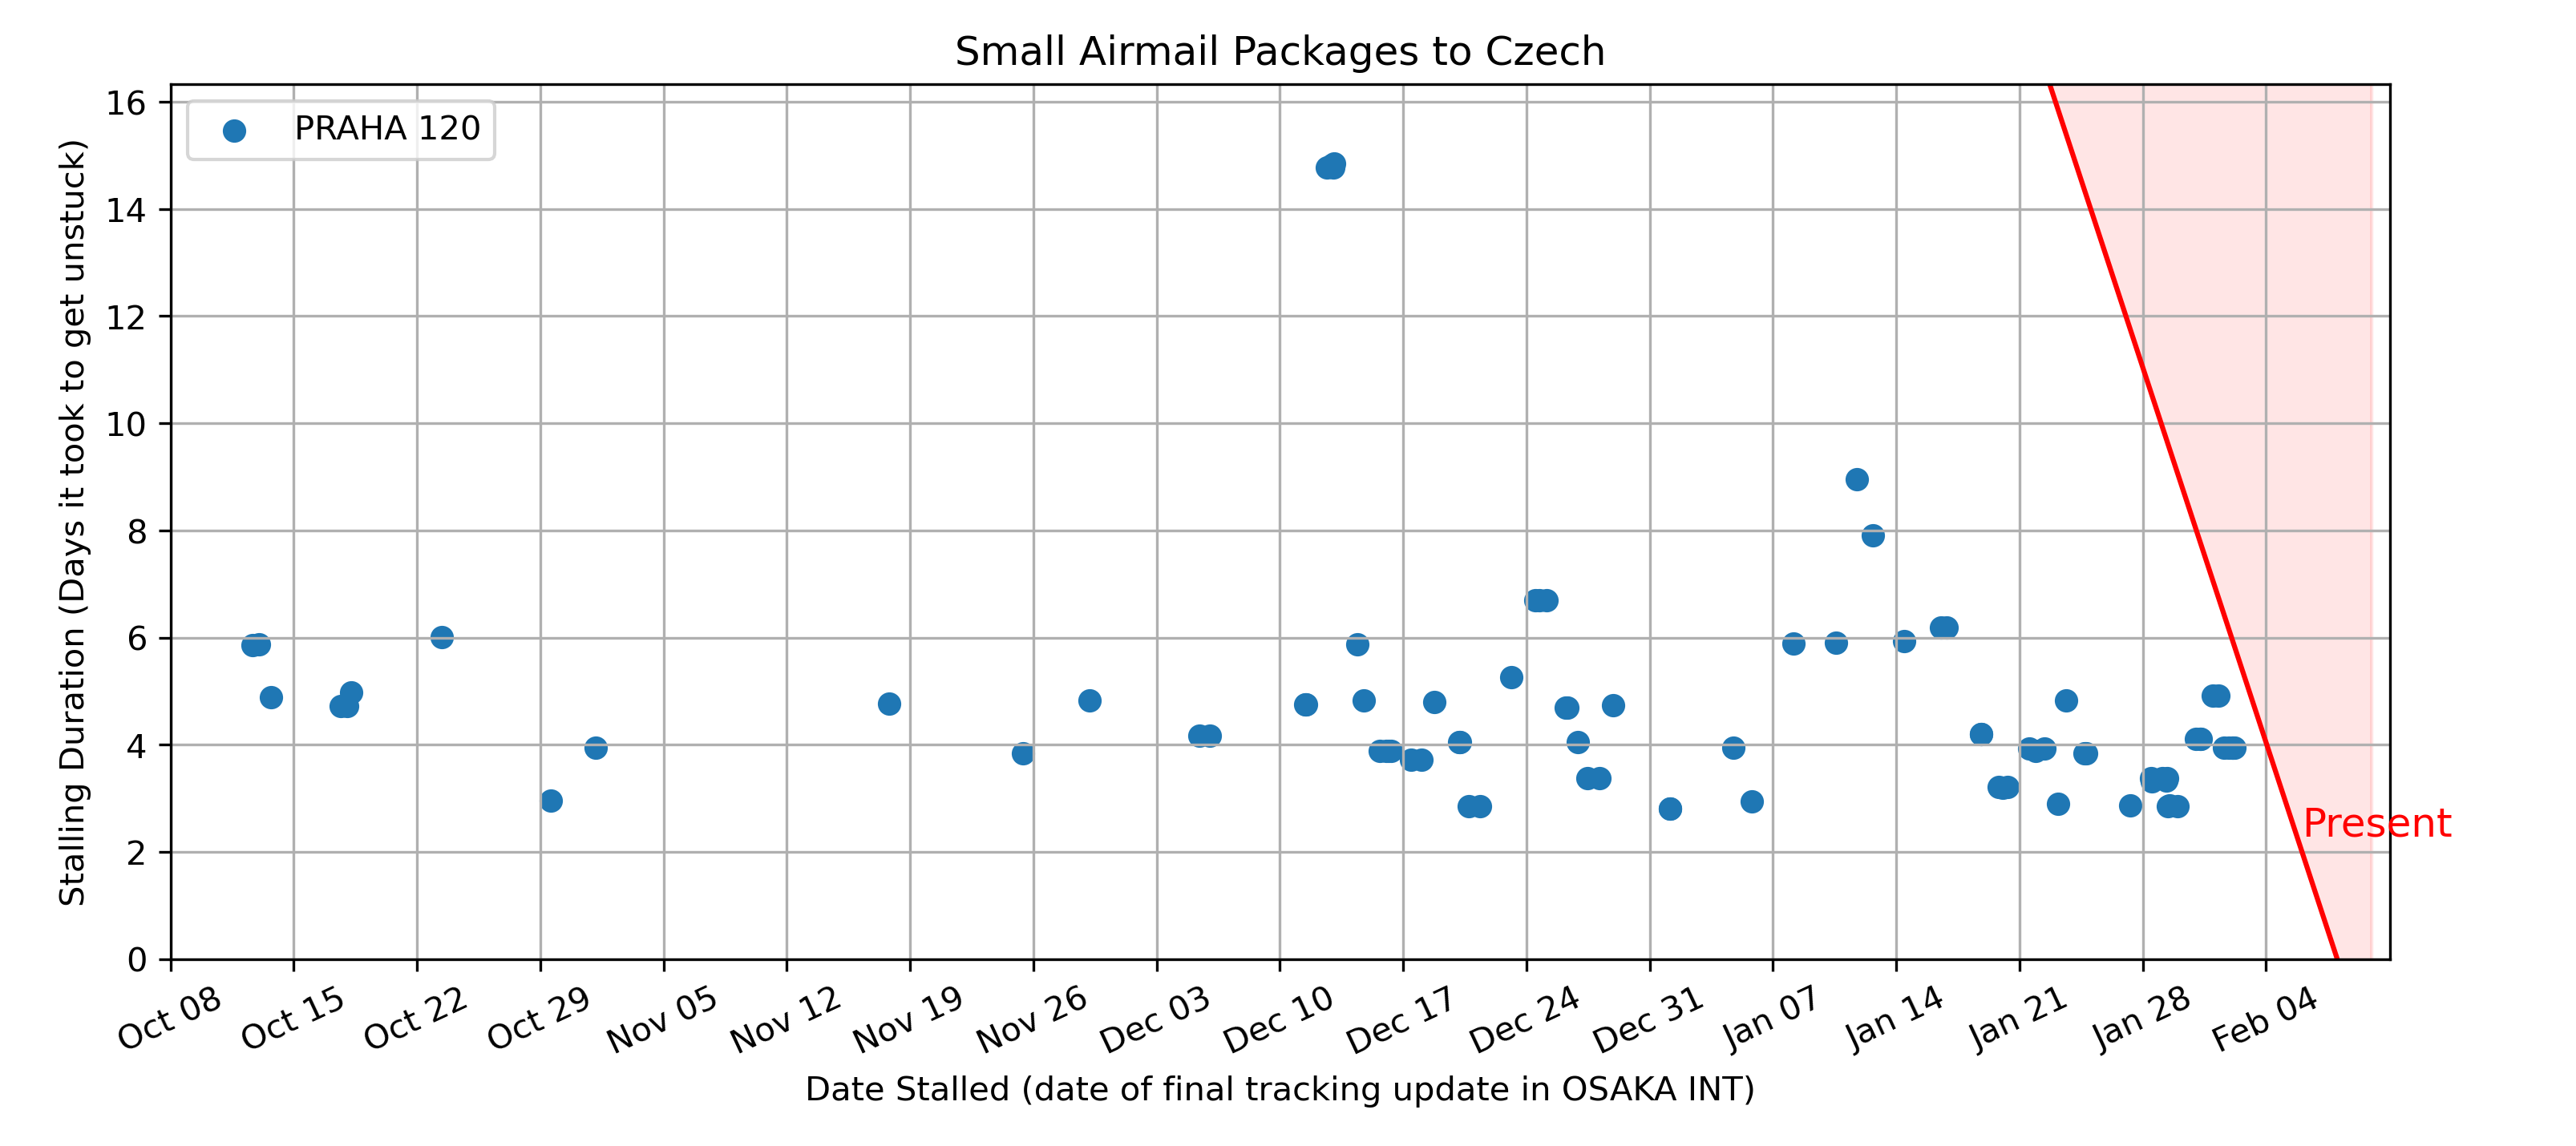 Small Airmail Packages to Czech
PRAHA 120
Stalling Duration (Days it took to get unstuck)
16
14
12
10
8
6
4
2
0
Present
Oct 08
Oct 15
Oct 22
Oct 29
Nov 05
Nov 12
Nov 19
Nov 26
Dec 03
Dec 10
Dec 17
Dec 24
Dec 31
Jan 07
Jan 14
Jan 21
Jan 28
Feb 04
Date Stalled (date of final tracking update in OSAKA INT)